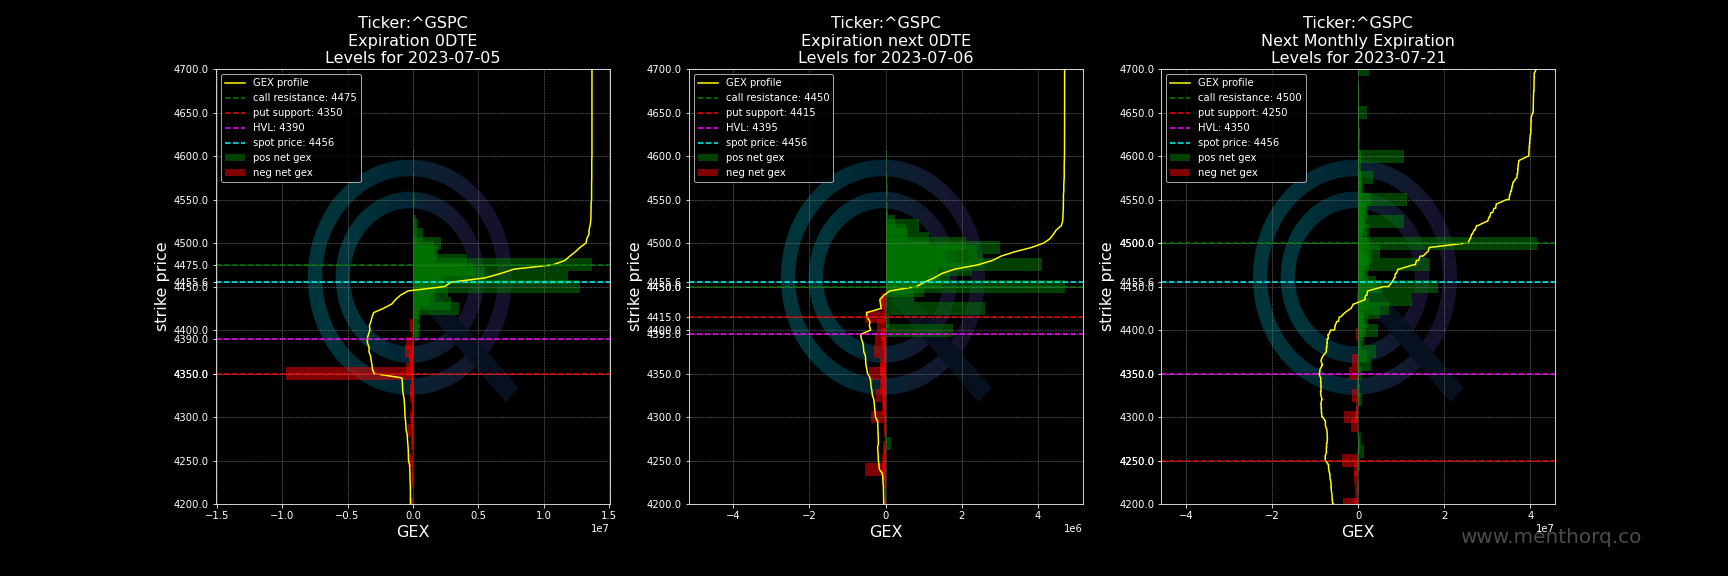 Ticker:^GSPC
Expiration 0DTE
Levels for 2023-07-05
GEX profile
call resistance: 4475
put support: 4350
HVL: 4390
spot price: 4456
pos net gex
neg net gex
4700.0
4650.0
4600.0
4550.0
4500.0
4475.0
4455.6
4450.0
4400.0
4390.0
4350.0
4300.0
4250.0
4200.0
strike price
−1.5
−1.0
−0.5
0.0
0.5
1.0
1.5
1e7
GEX
Ticker:^GSPC
Expiration next 0DTE
Levels for 2023-07-06
GEX profile
call resistance: 4450
put support: 4415
HVL: 4395
spot price: 4456
pos net gex
neg net gex
4700.0
4650.0
4600.0
4550.0
4500.0
4455.6
4450.0
4415.0
4400.0
4395.0
4350.0
4300.0
4250.0
4200.0
strike price
−4
−2
0
2
4
1e6
GEX
Ticker:^GSPC
Next Monthly Expiration
Levels for 2023-07-21
GEX profile
call resistance: 4500
put support: 4250
HVL: 4350
spot price: 4456
pos net gex
neg net gex
4700.0
4650.0
4600.0
4550.0
4500.0
4455.6
4450.0
4400.0
4350.0
4300.0
4250.0
4200.0
strike price
−4
−2
0
2
4
1e7
GEX
www.menthorq.co